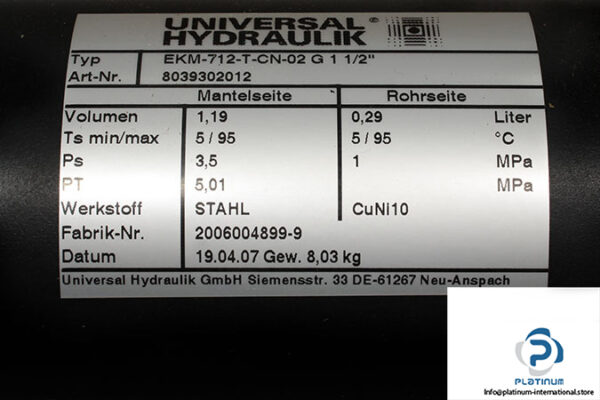 UNIVERSAL
HYDRAULIK ®
Typ EKM-712-T-CN-02 G 1 1/2"
Art-Nr. 8039302012
Mantelseite Rohrseite
Volumen 1,19 0,29 Liter
Ts min/max 5 / 95 5 / 95 °C
Ps 3,5 1 MPa
PT 5,01 MPa
Werkstoff STAHL CuNi10
Fabrik-Nr. 2006004899-9
Datum 19.04.07 Gew. 8,03 kg
Universal Hydraulik GmbH Siemensstr. 33 DE-61267 Neu-Anspach
PLATINUM
Info@platinum-international.store